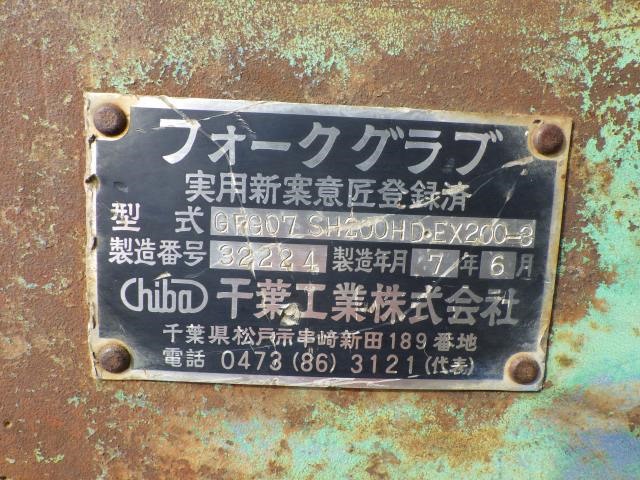 フォークグラブ
実用新案意匠登録済
型式 GF907 SH200HD・EX200-3
製造番号 32224 製造年月 7年6月
Chiba 千葉工業株式会社
千葉県松戸市串崎新田189番地
電話 0473(86)3121(代表)